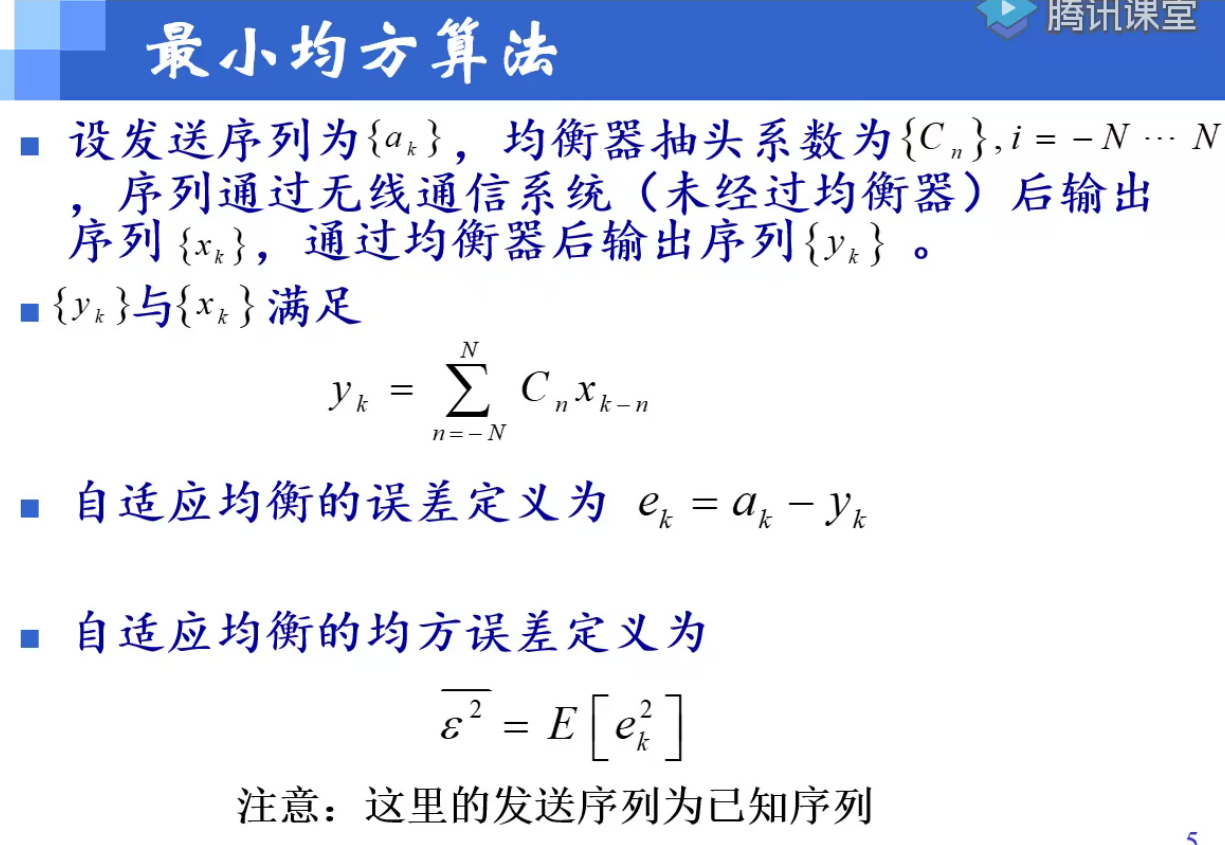 腾讯课堂
最小均方算法
设发送序列为{a_k}，均衡器抽头系数为{C_n}, i = −N ⋯ N
，序列通过无线通信系统（未经过均衡器）后输出
序列{x_k}，通过均衡器后输出序列{y_k}。
{y_k}与{x_k}满足
y_k = ∑_{n=−N}^{N} C_n x_{k−n}
自适应均衡的误差定义为 e_k = a_k − y_k
自适应均衡的均方误差定义为
\overline{ε^2} = E[e_k^2]
注意：这里的发送序列为已知序列
5